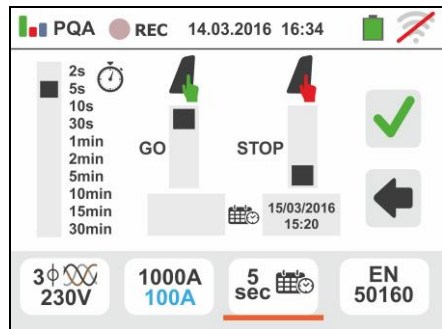 PQA REC 14.03.2016 16:34
2s
5s
10s
30s
1min
2min
5min
10min
15min
30min
GO
STOP
15/03/2016
15:20
3ϕ
230V
1000A
100A
5
sec
EN
50160